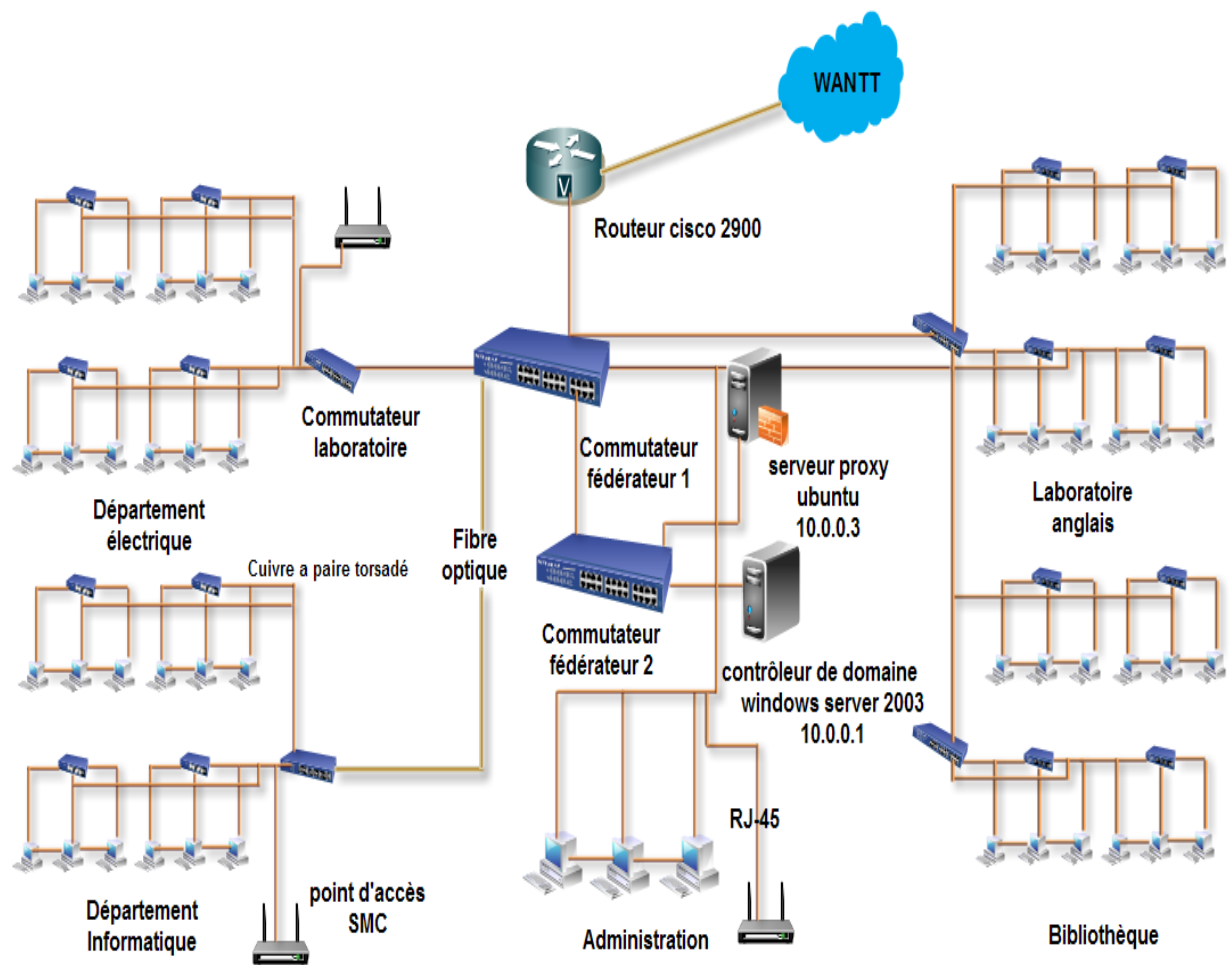 WANTT
V
Routeur cisco 2900
Commutateur
laboratoire
Commutateur
fédérateur 1
serveur proxy
ubuntu
10.0.0.3
Laboratoire
anglais
Département
électrique
Cuivre a paire torsadé
Fibre
optique
Commutateur
fédérateur 2
contrôleur de domaine
windows server 2003
10.0.0.1
RJ-45
point d'accès
SMC
Département
Informatique
Administration
Bibliothèque